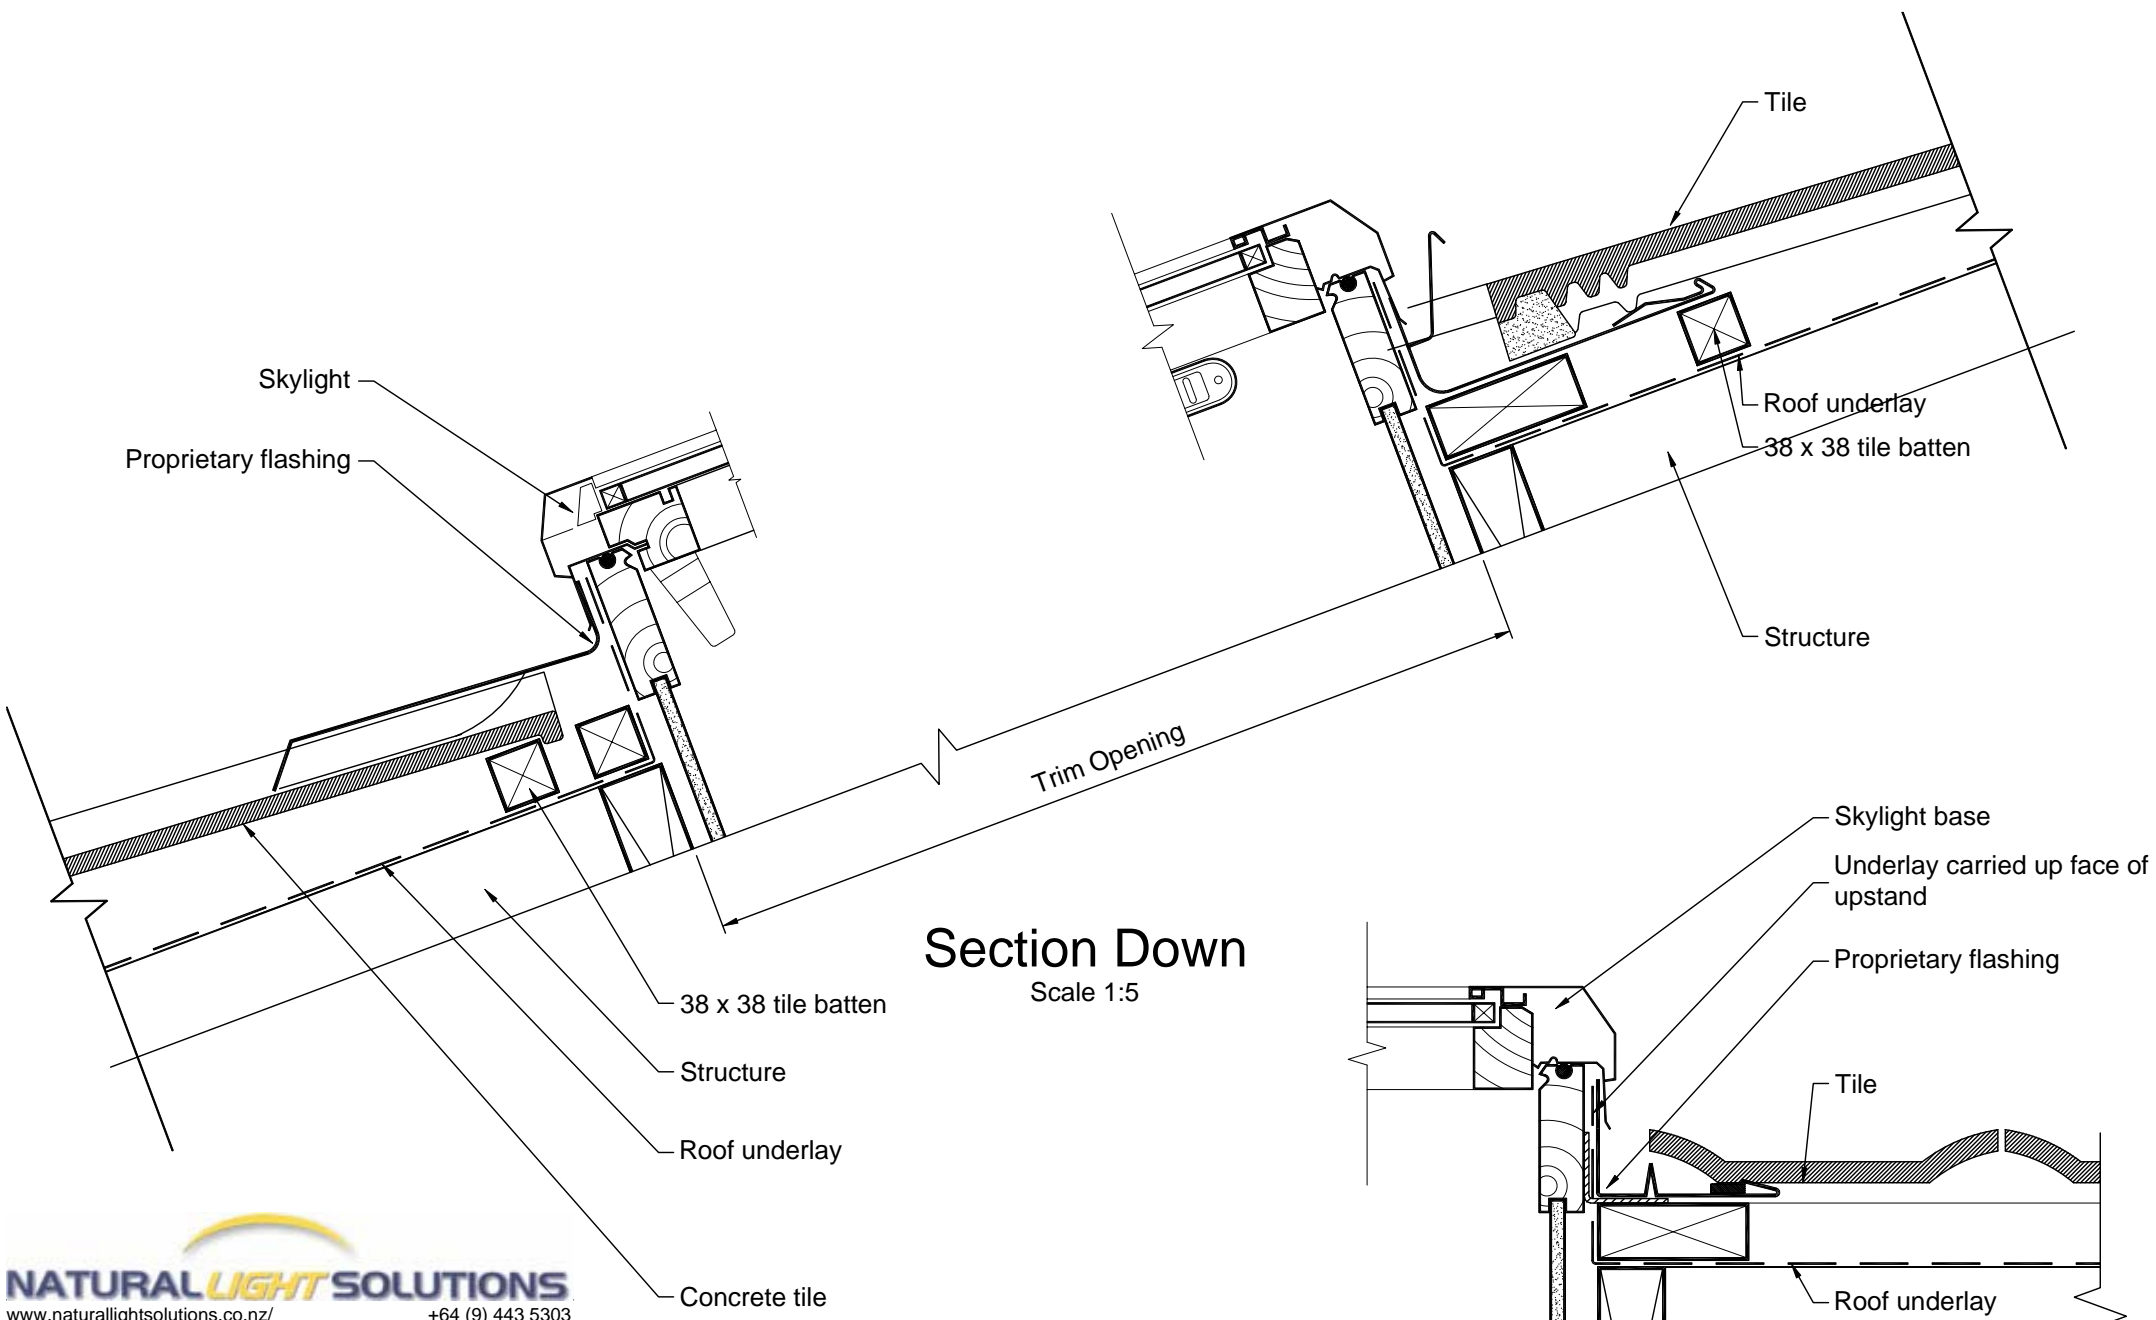 Tile
Skylight
Roof underlay
Proprietary flashing
38 x 38 tile batten
Structure
Trim Opening
Skylight base
Underlay carried up face of
upstand
Section Down
Scale 1:5
Proprietary flashing
38 x 38 tile batten
Structure
Tile
Roof underlay
Concrete tile
Roof underlay
NATURAL LIGHT SOLUTIONS
www.naturallightsolutions.co.nz/ +64 (9) 443 5303